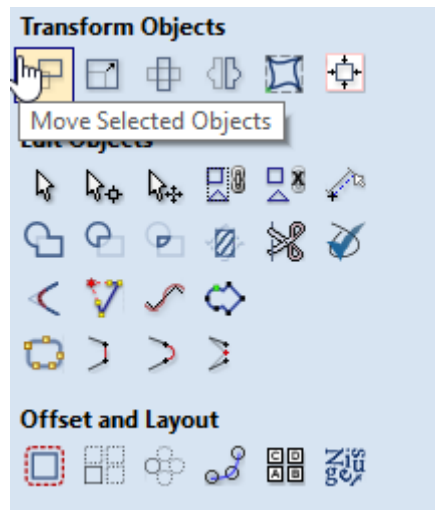 Transform Objects
Move Selected Objects
Edit Objects
Offset and Layout
C D
A B